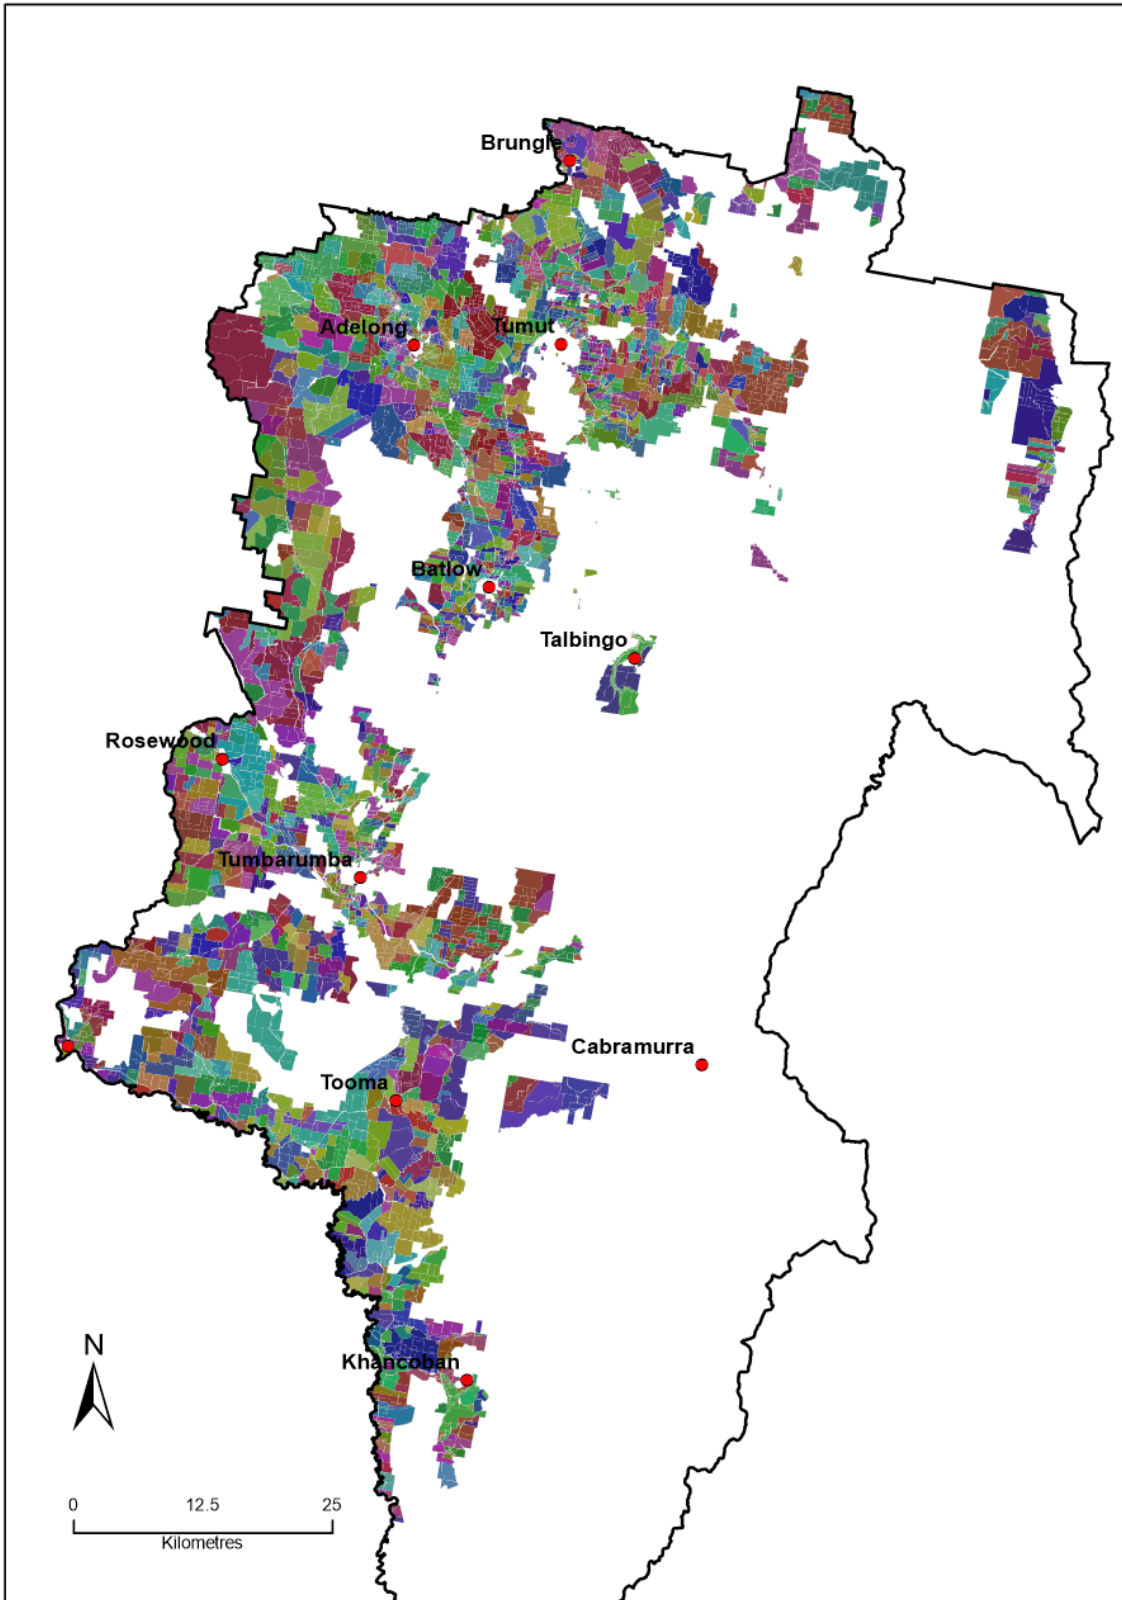 Brungle
Adelong
Tumut
Batlow
Talbingo
Rosewood
Tumbarumba
Cabramurra
Tooma
N
Khancoban
0 12.5 25
Kilometres